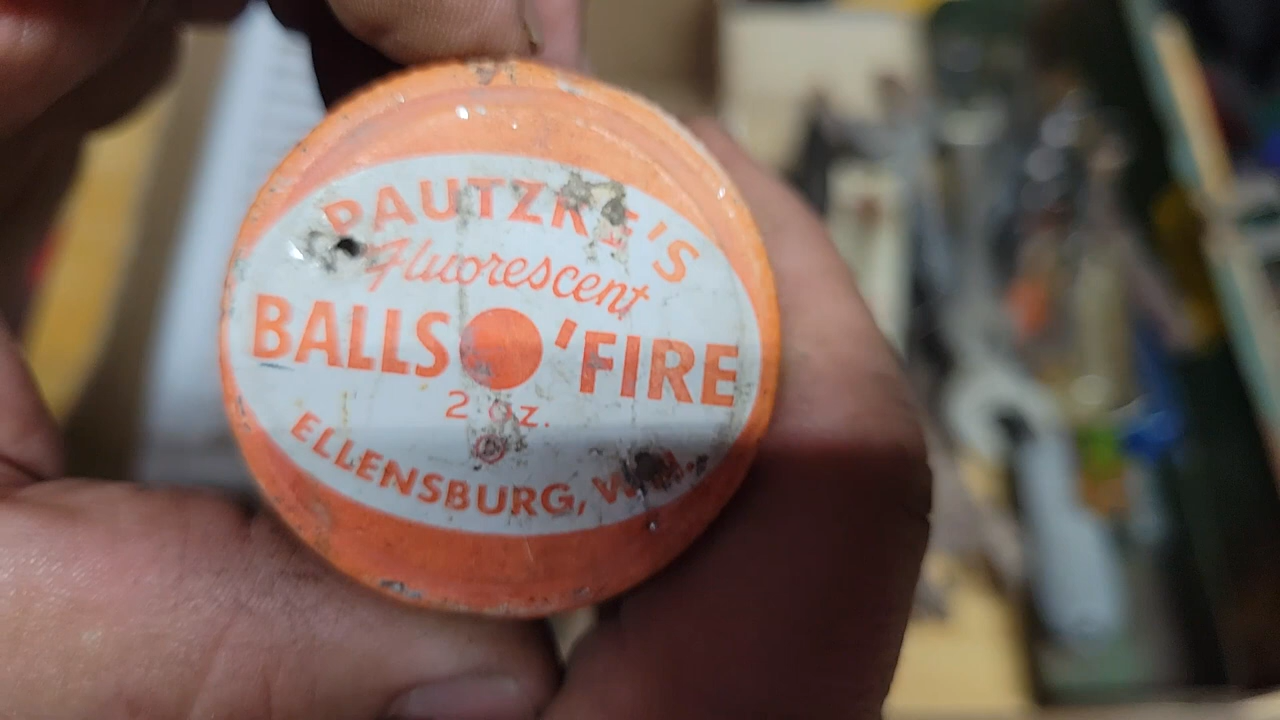 PAUTZKE'S
Fluorescent
BALLS O 'FIRE
2 oz.
ELLENSBURG,